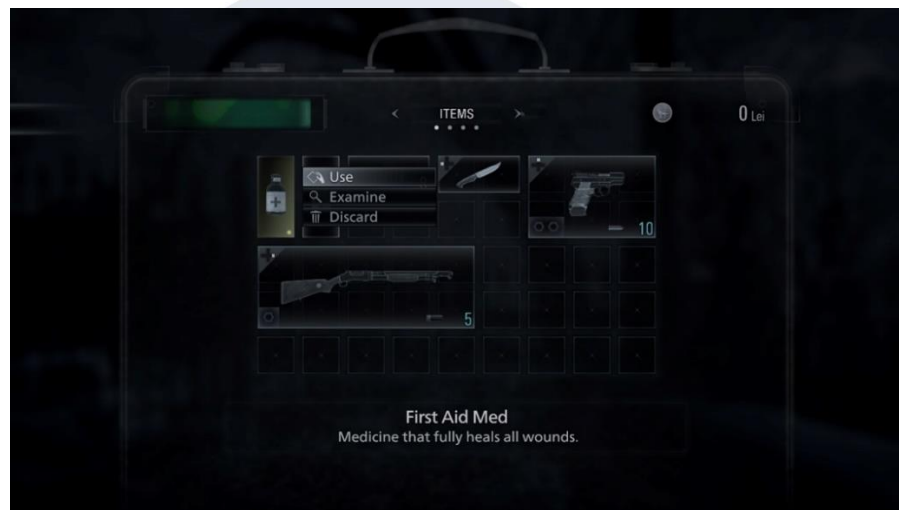 ITEMS
0 Lei
Use
Examine
Discard
10
5
First Aid Med
Medicine that fully heals all wounds.